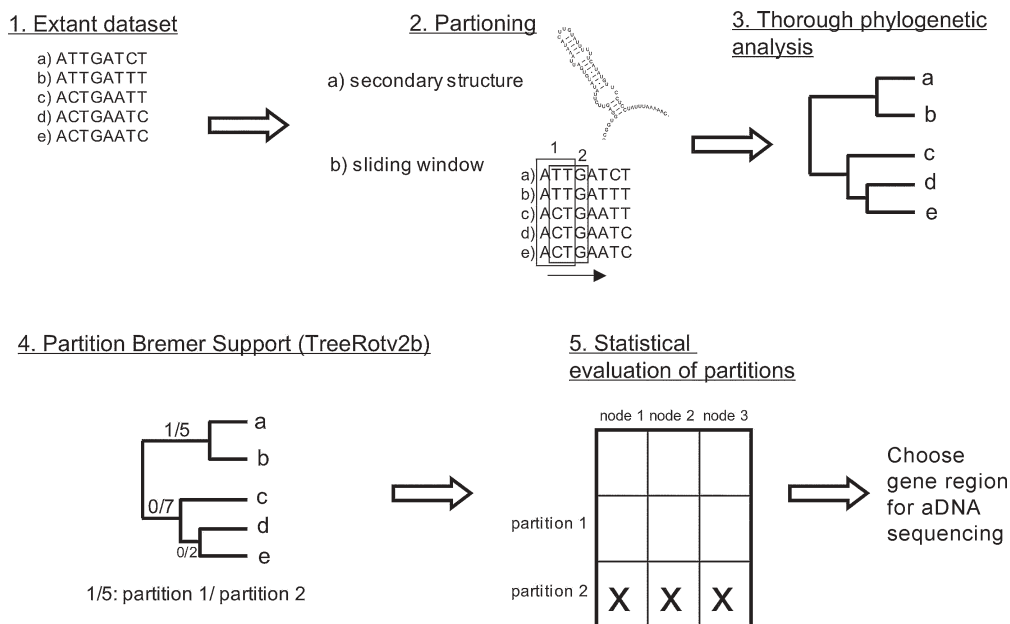 1. Extant dataset
a) ATTGATCT
b) ATTGATTT
c) ACTGAATT
d) ACTGAATC
e) ACTGAATC
2. Partioning
a) secondary structure
b) sliding window
1 2
a) ATTGATCT
b) ATTGATTT
c) ACTGAATT
d) ACTGAATC
e) ACTGAATC
3. Thorough phylogenetic
analysis
a
b
c
d
e
4. Partition Bremer Support (TreeRotv2b)
1/5
a
b
0/7
c
d
0/2
e
1/5: partition 1/ partition 2
5. Statistical
evaluation of partitions
node 1 node 2 node 3
partition 1
partition 2
X X X
Choose
gene region
for aDNA
sequencing